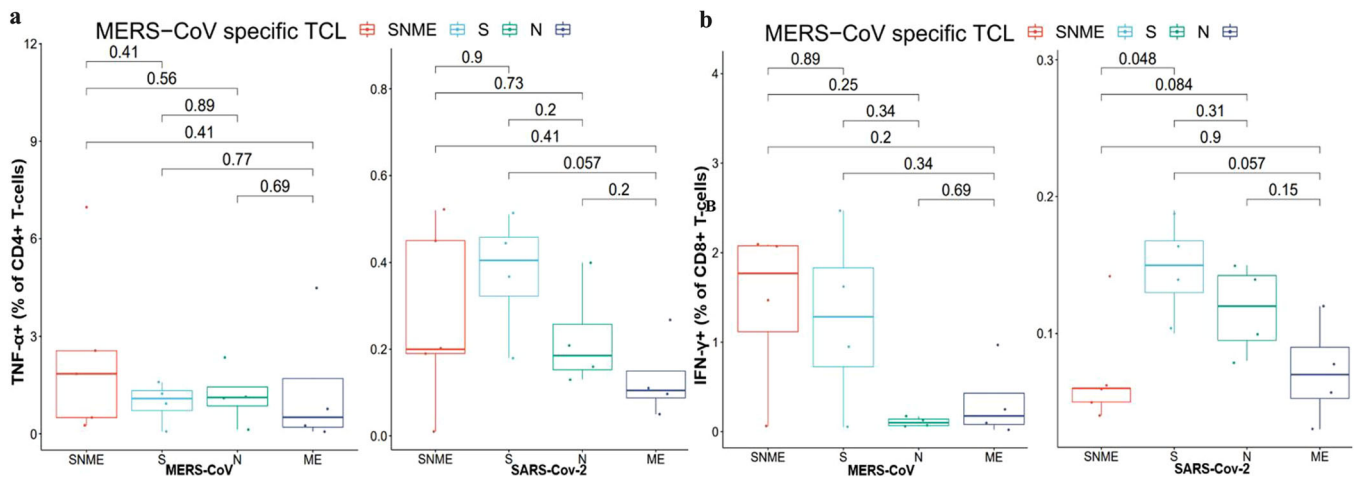 a
MERS−CoV specific TCL SNME S N
TNF-α+ (% of CD4+ T-cells)
12
9
6
3
0
0.41
0.56
0.89
0.41
0.77
0.69
SNME S N ME
MERS-CoV
0.8
0.6
0.4
0.2
0.0
0.9
0.73
0.2
0.41
0.057
0.2
SNME S N ME
SARS-Cov-2
b
MERS−CoV specific TCL SNME S N
IFN-γ+ (% of CD8+ T-cells)
B
4
3
2
1
0
0.89
0.25
0.34
0.2
0.34
0.69
SNME S N ME
MERS-CoV
0.3
0.2
0.1
0.048
0.084
0.31
0.9
0.057
0.15
SNME S N ME
SARS-Cov-2